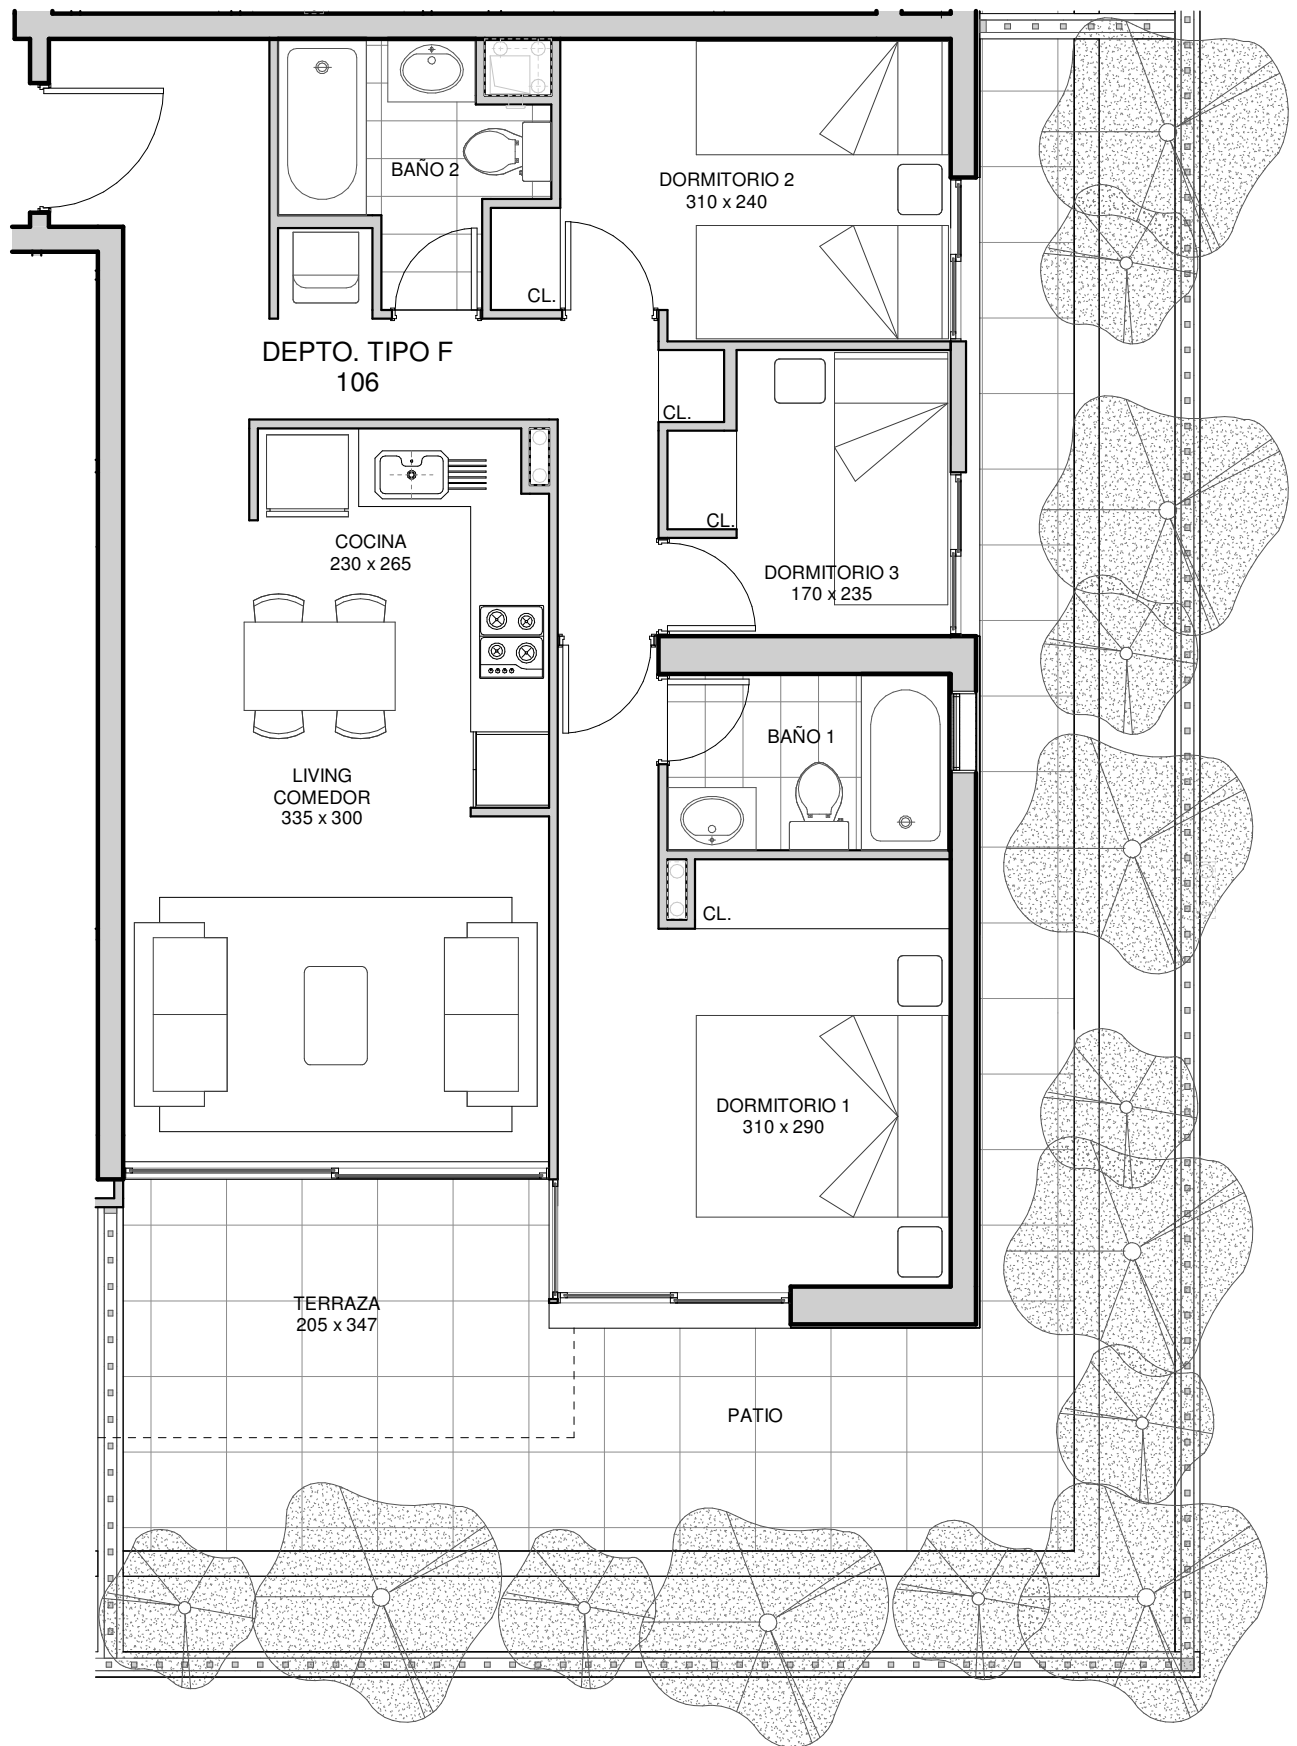 BAÑO 2
DORMITORIO 2
310 x 240
CL.
DEPTO. TIPO F
106
CL.
CL.
COCINA
230 x 265
DORMITORIO 3
170 x 235
BAÑO 1
LIVING
COMEDOR
335 x 300
CL.
DORMITORIO 1
310 x 290
TERRAZA
205 x 347
PATIO